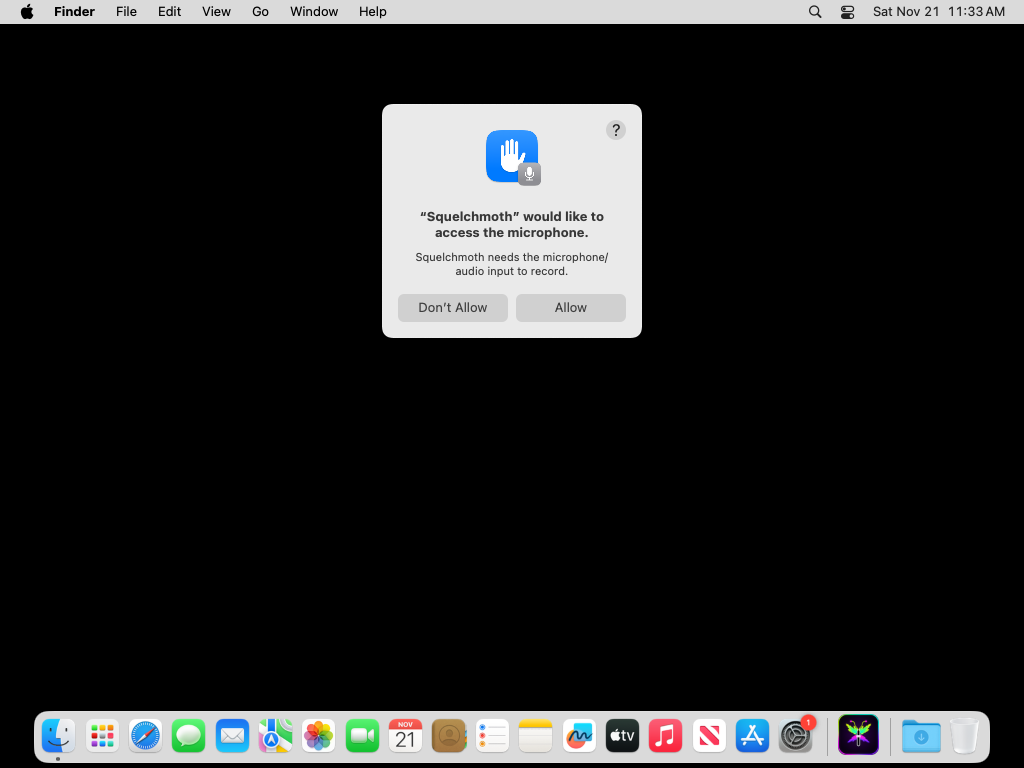 Finder File Edit View Go Window Help Sat Nov 21 11:33 AM
?
“Squelchmoth” would like to
access the microphone.
Squelchmoth needs the microphone/
audio input to record.
Don’t Allow Allow
NOV
21
tv
1